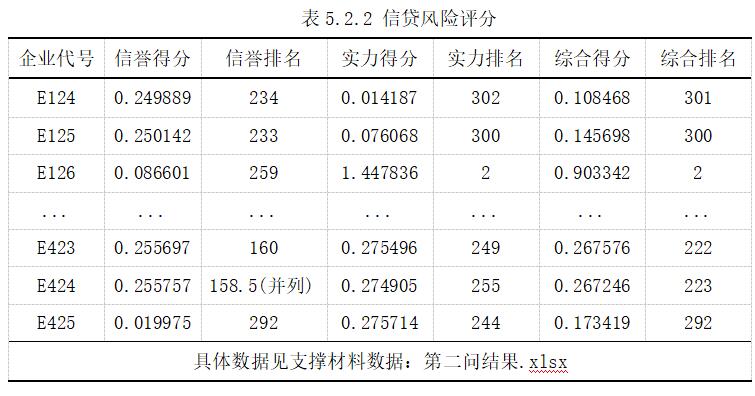 表 5.2.2 信贷风险评分
企业代号 信誉得分 信誉排名 实力得分 实力排名 综合得分 综合排名
E124 0.249889 234 0.014187 302 0.108468 301
E125 0.250142 233 0.076068 300 0.145698 300
E126 0.086601 259 1.447836 2 0.903342 2
... ... ... ... ... ... ...
E423 0.255697 160 0.275496 249 0.267576 222
E424 0.255757 158.5(并列) 0.274905 255 0.267246 223
E425 0.019975 292 0.275714 244 0.173419 292
具体数据见支撑材料数据：第二问结果.xlsx